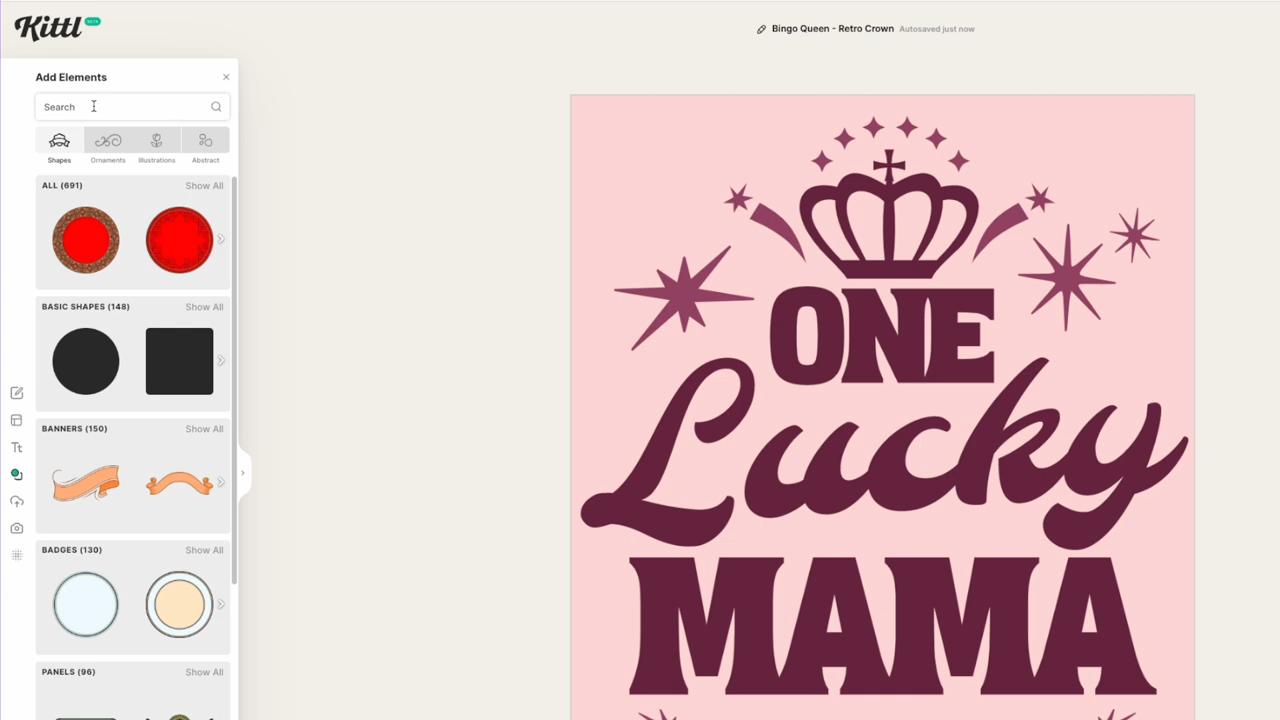 Kittl BETA
Bingo Queen - Retro Crown Autosaved just now
Add Elements
Search
Shapes Ornaments Illustrations Abstract
ALL (691) Show All
BASIC SHAPES (148) Show All
BANNERS (150) Show All
BADGES (130) Show All
PANELS (96) Show All
Tt
ONE
Lucky
MAMA